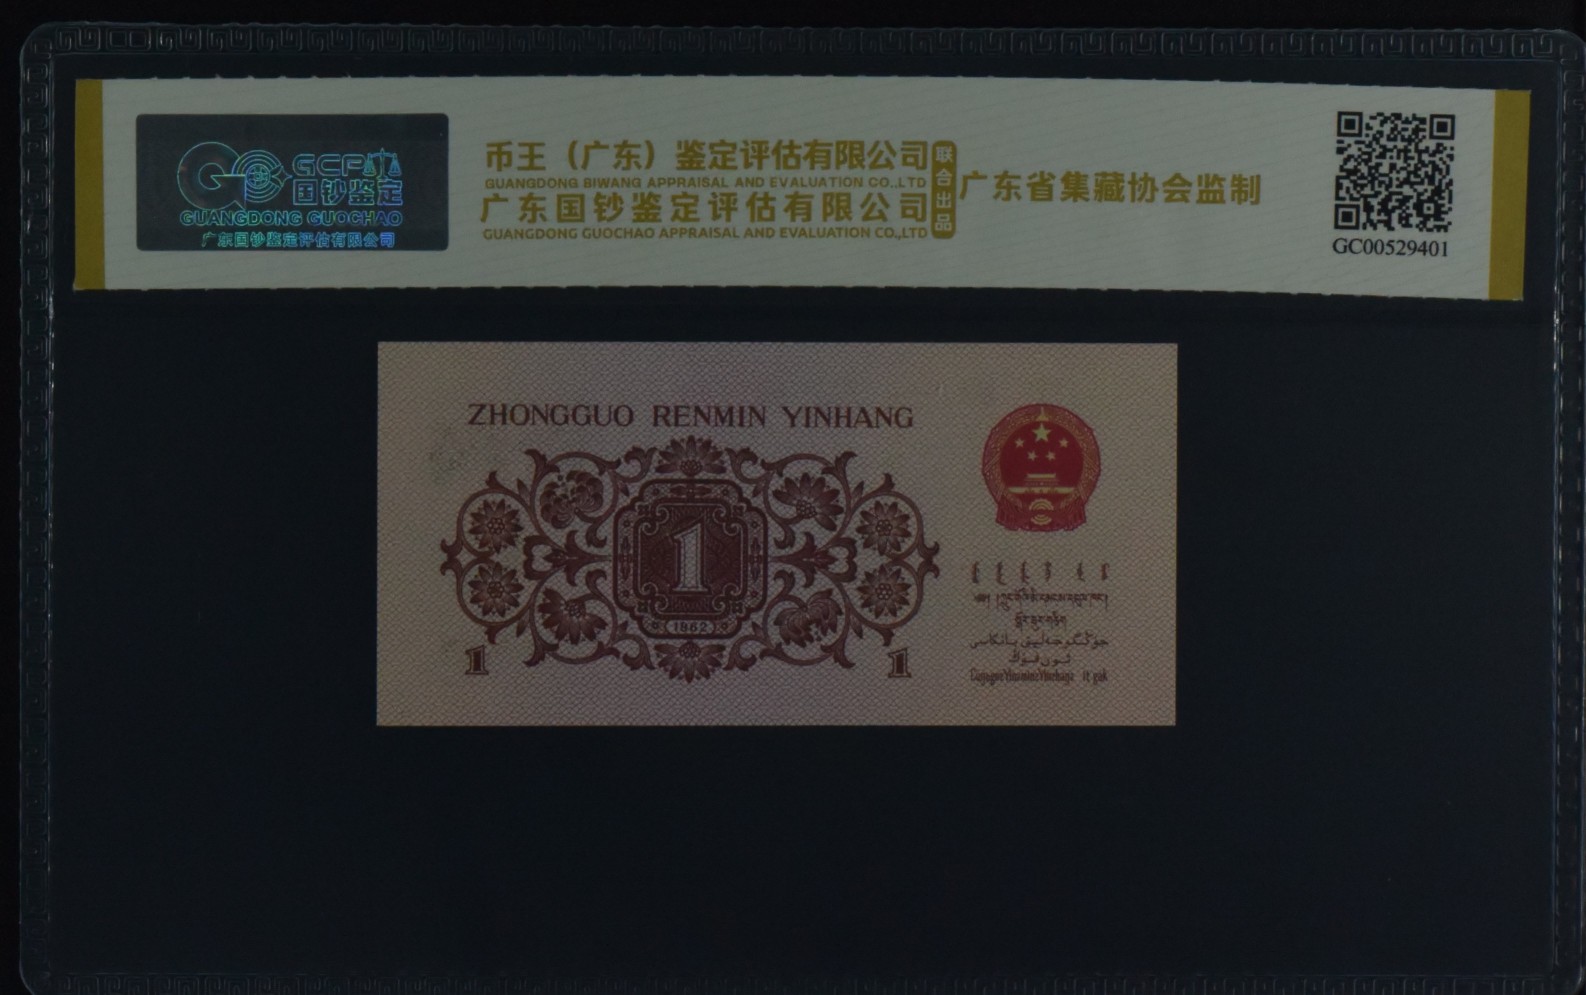 GCP
国钞鉴定
GUANGDONG GUOCHAO
广东国钞鉴定评估有限公司
币王（广东）鉴定评估有限公司
GUANGDONG BIWANG APPRAISAL AND EVALUATION CO.,LTD
广东国钞鉴定评估有限公司
GUANGDONG GUOCHAO APPRAISAL AND EVALUATION CO.,LTD
联合出品
广东省集藏协会监制
GC00529401
ZHONGGUO RENMIN YINHANG
1
1962
1
1